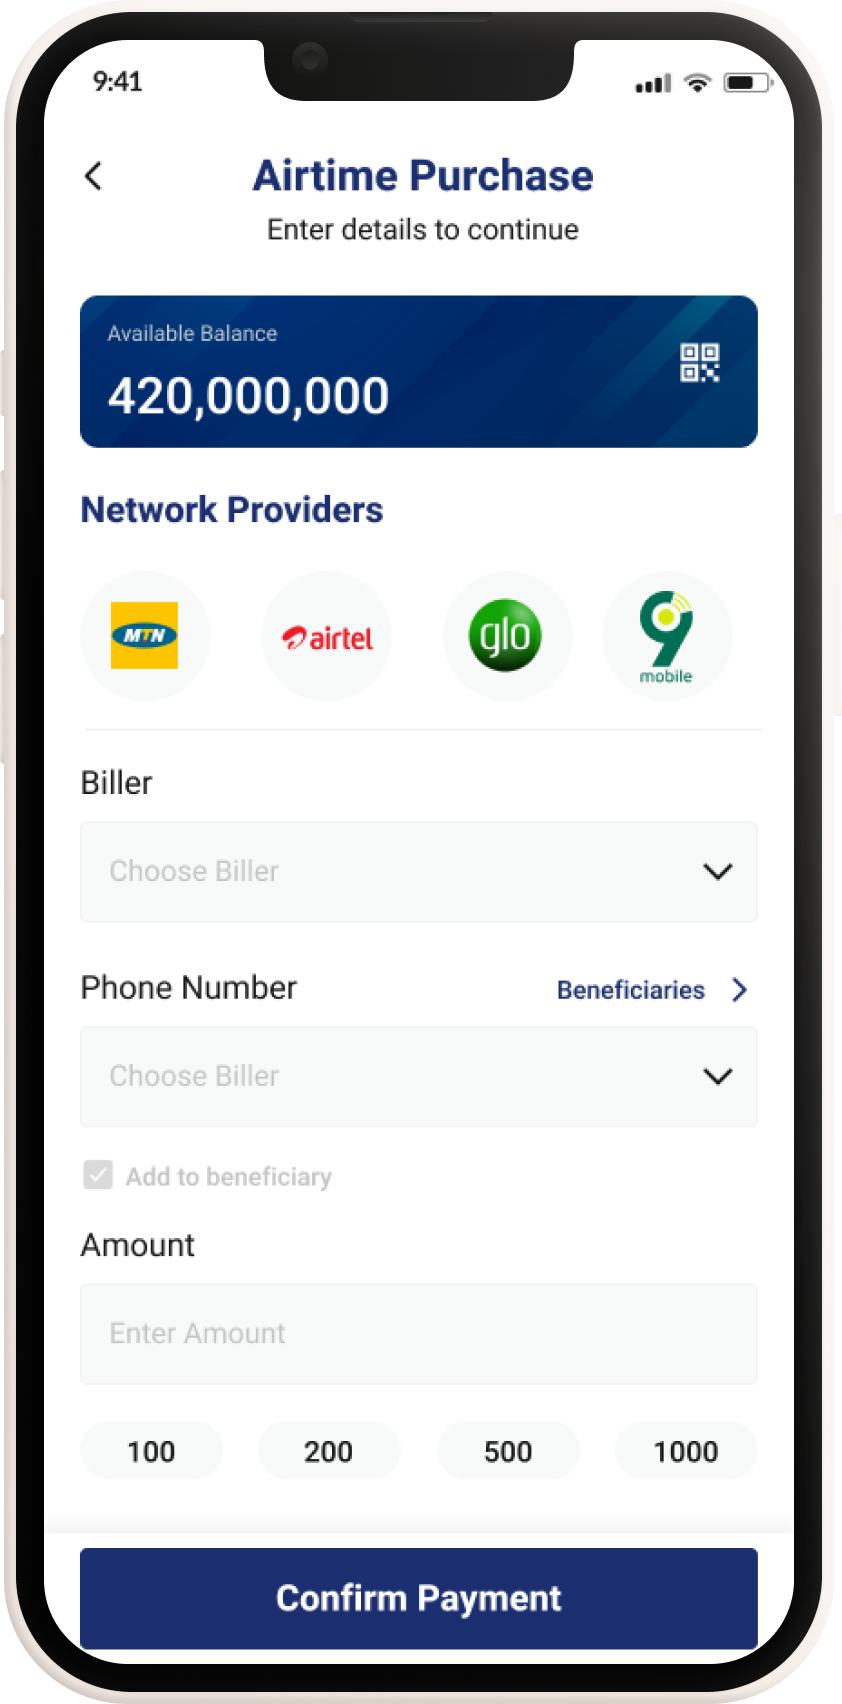 9:41
Airtime Purchase
Enter details to continue
Available Balance
420,000,000
Network Providers
MTN
airtel
glo
9
mobile
Biller
Choose Biller
Phone Number
Beneficiaries
Choose Biller
Add to beneficiary
Amount
Enter Amount
100 200 500 1000
Confirm Payment